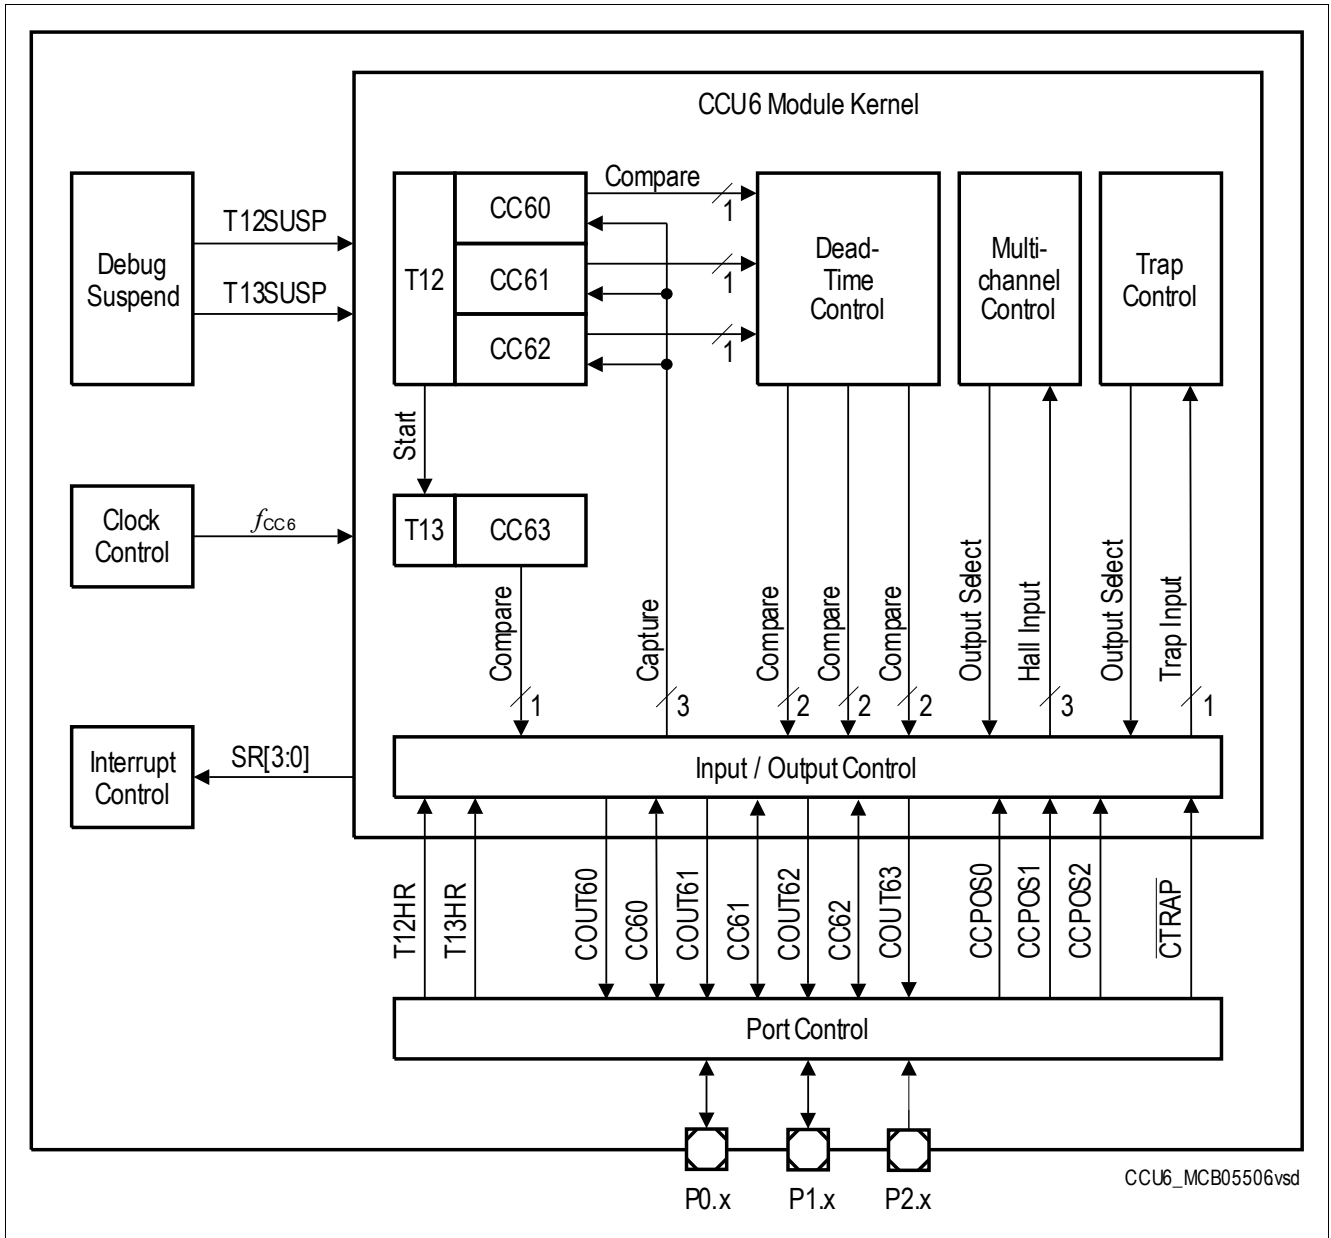 CCU6 Module Kernel
Debug
Suspend
T12SUSP
T13SUSP
T12
CC60
CC61
CC62
Compare
1
1
1
Dead-
Time
Control
Multi-
channel
Control
Trap
Control
Start
Clock
Control
fCC6
T13
CC63
Compare
1
Capture
3
Compare
2
Compare
2
Compare
2
Output Select
Hall Input
3
Output Select
Trap Input
1
Interrupt
Control
SR[3:0]
Input / Output Control
T12HR
T13HR
COUT60
CC60
COUT61
CC61
COUT62
CC62
COUT63
CCPOS0
CCPOS1
CCPOS2
CTRAP
Port Control
P0.x
P1.x
P2.x
CCU6_MCB05506.vsd